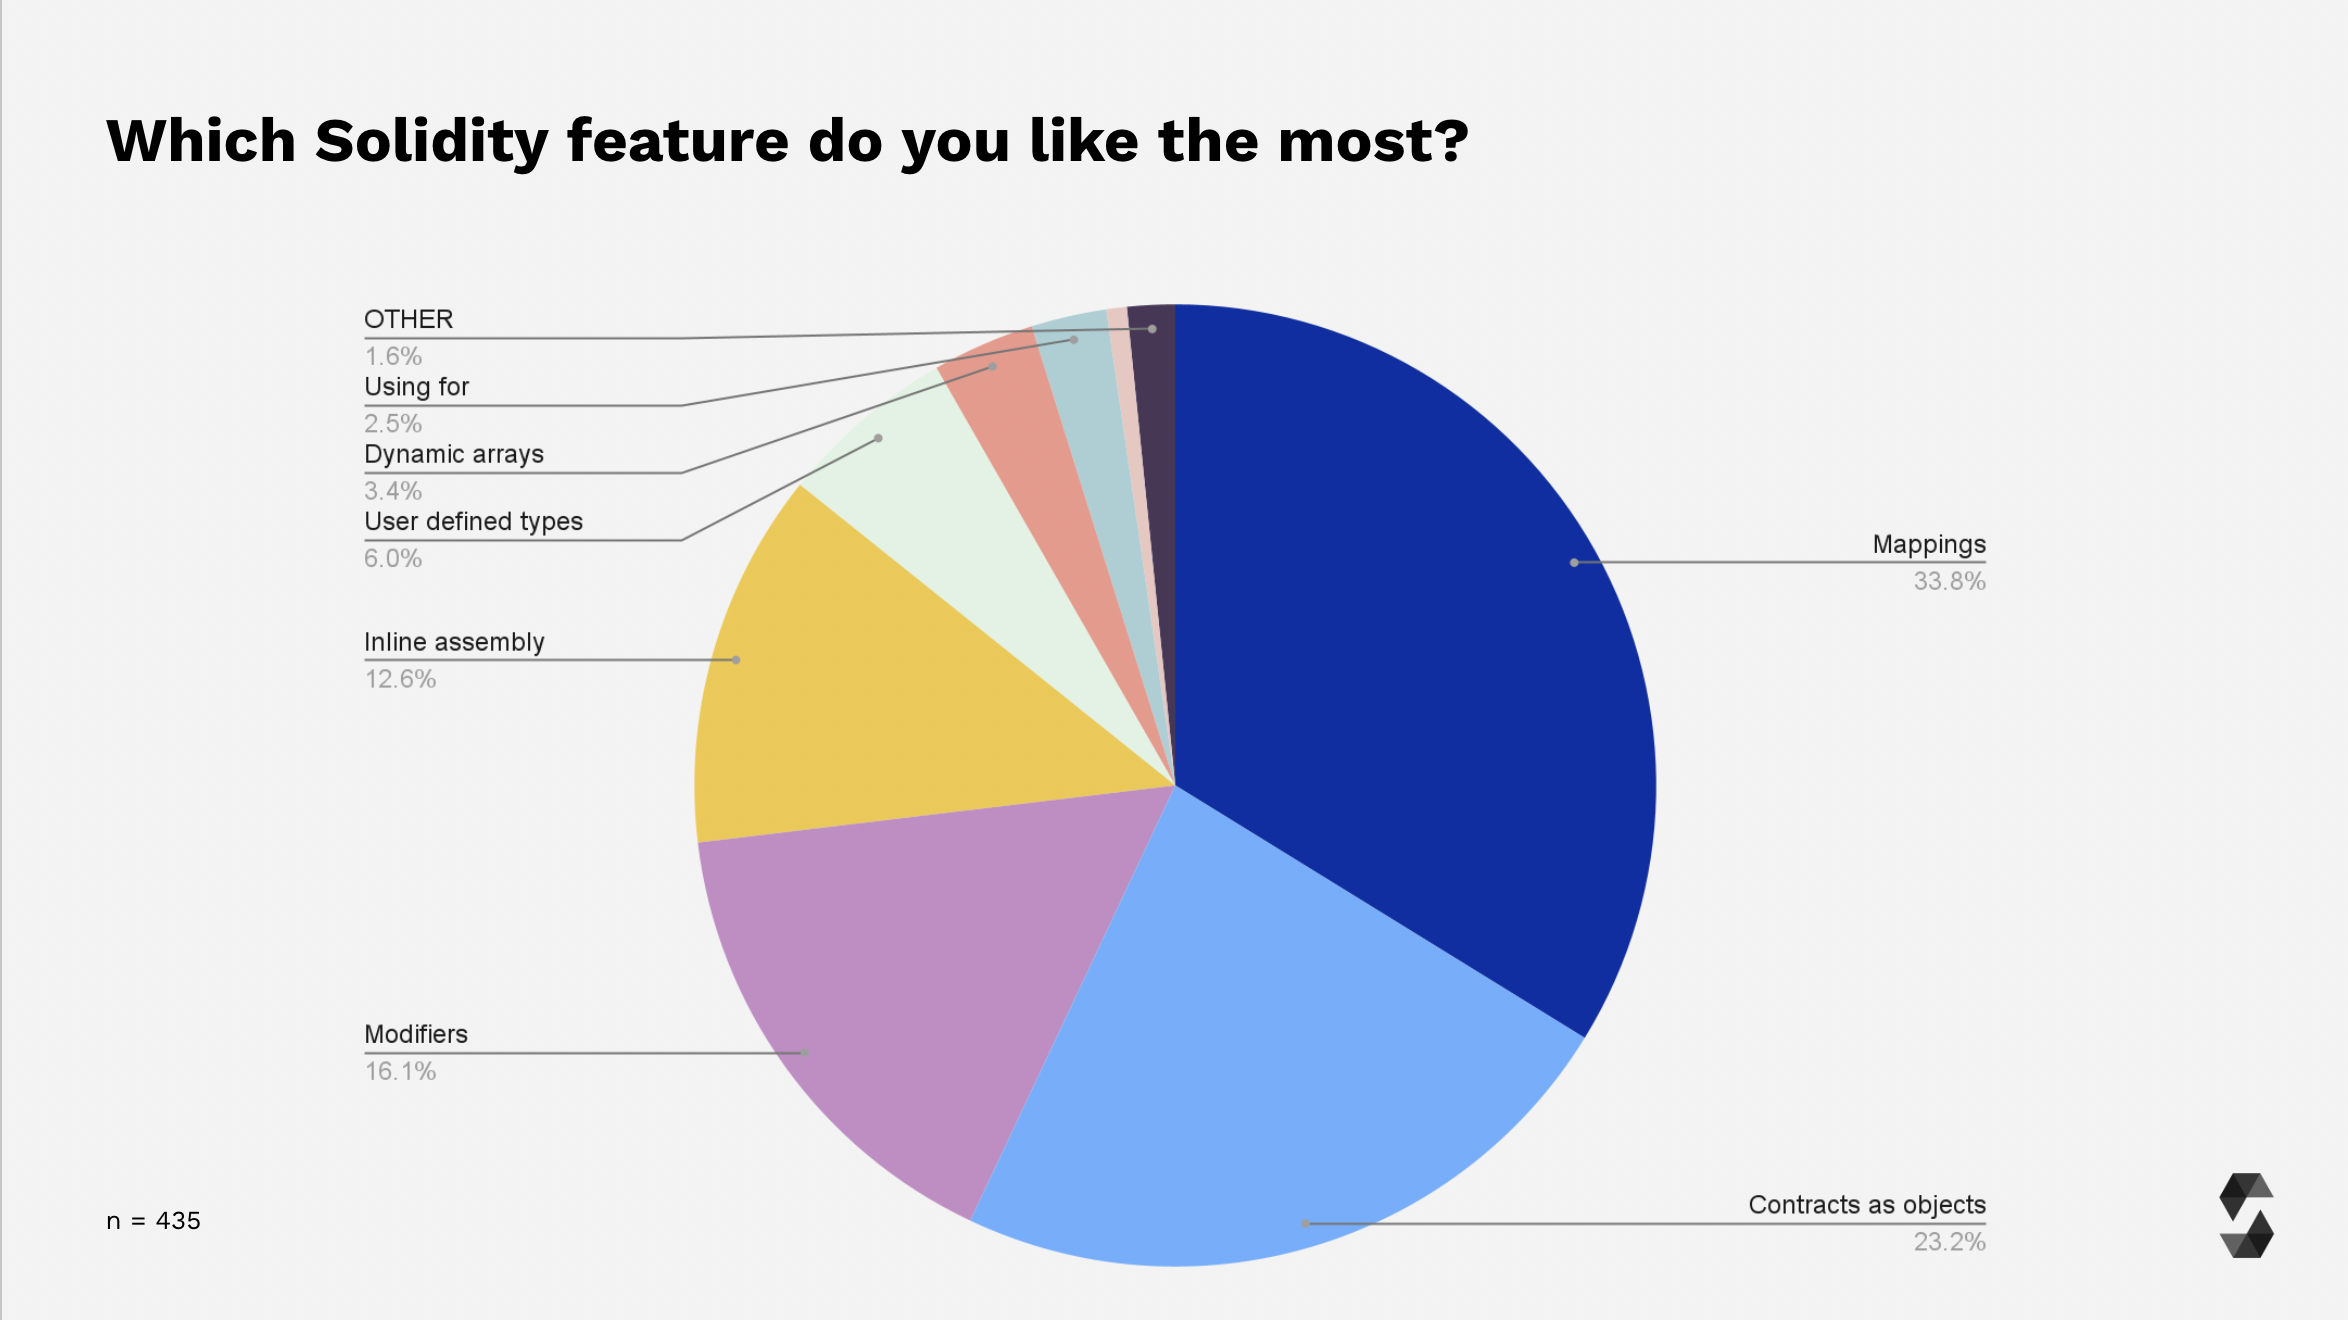 Which Solidity feature do you like the most?
OTHER
1.6%
Using for
2.5%
Dynamic arrays
3.4%
User defined types
6.0%
Inline assembly
12.6%
Modifiers
16.1%
Mappings
33.8%
Contracts as objects
23.2%
n = 435